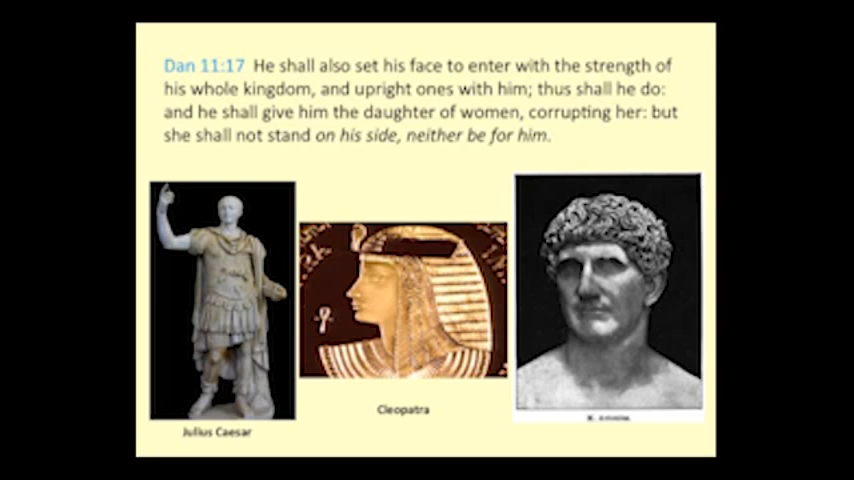 Dan 11:17 He shall also set his face to enter with the strength of
his whole kingdom, and upright ones with him; thus shall he do:
and he shall give him the daughter of women, corrupting her: but
she shall not stand on his side, neither be for him.
Cleopatra
Julius Caesar